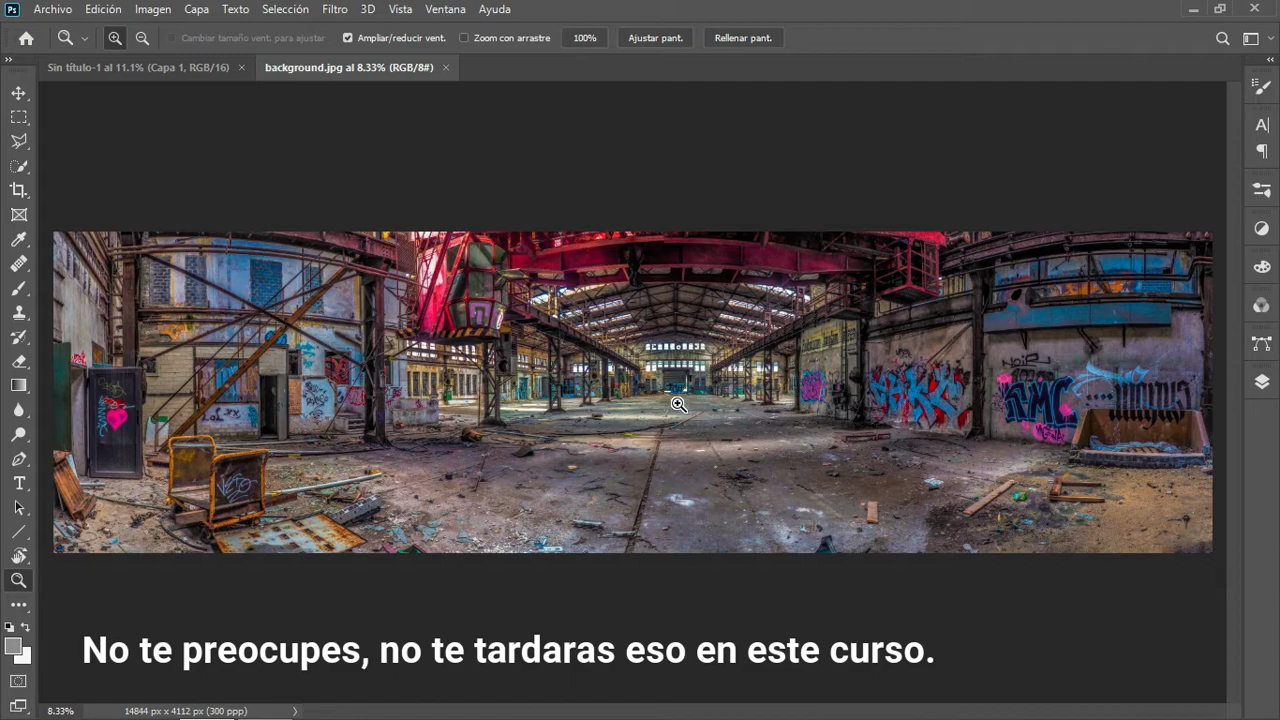 Ps Archivo Edición Imagen Capa Texto Selección Filtro 3D Vista Ventana Ayuda
Cambiar tamaño vent. para ajustar Ampliar/reducir vent. Zoom con arrastre 100% Ajustar pant. Rellenar pant.
Sin título-1 al 11.1% (Capa 1, RGB/16) background.jpg al 8.33% (RGB/8#)
No te preocupes, no te tardaras eso en este curso.
8.33% 14844 px x 4112 px (300 ppp)